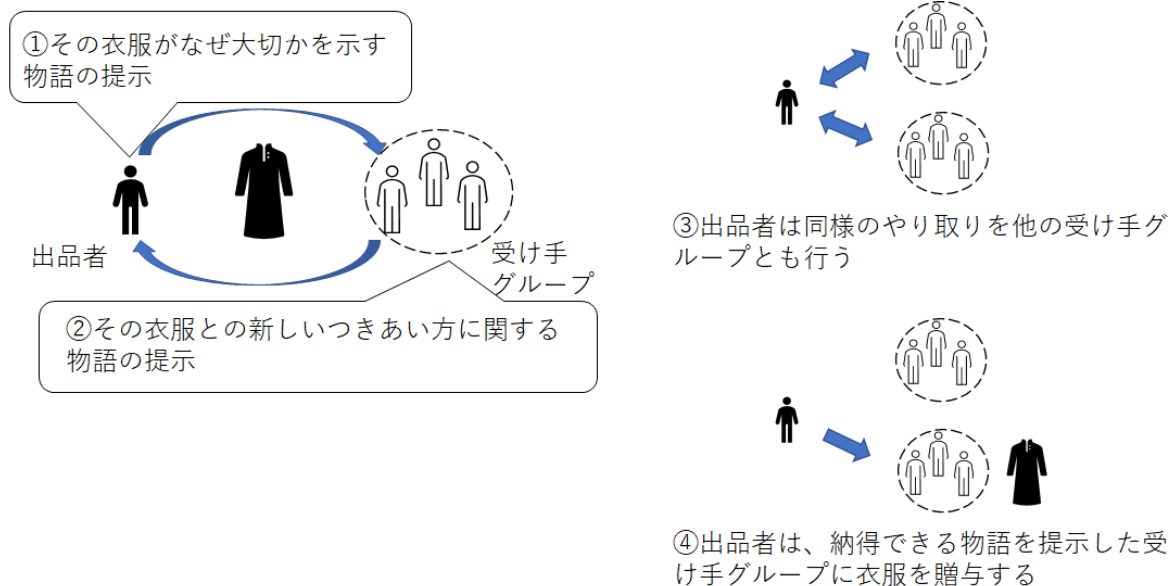 ①その衣服がなぜ大切かを示す
物語の提示
出品者
受け手
グループ
②その衣服との新しいつきあい方に関する
物語の提示
③出品者は同様のやり取りを他の受け手グ
ループとも行う
④出品者は、納得できる物語を提示した受
け手グループに衣服を贈与する